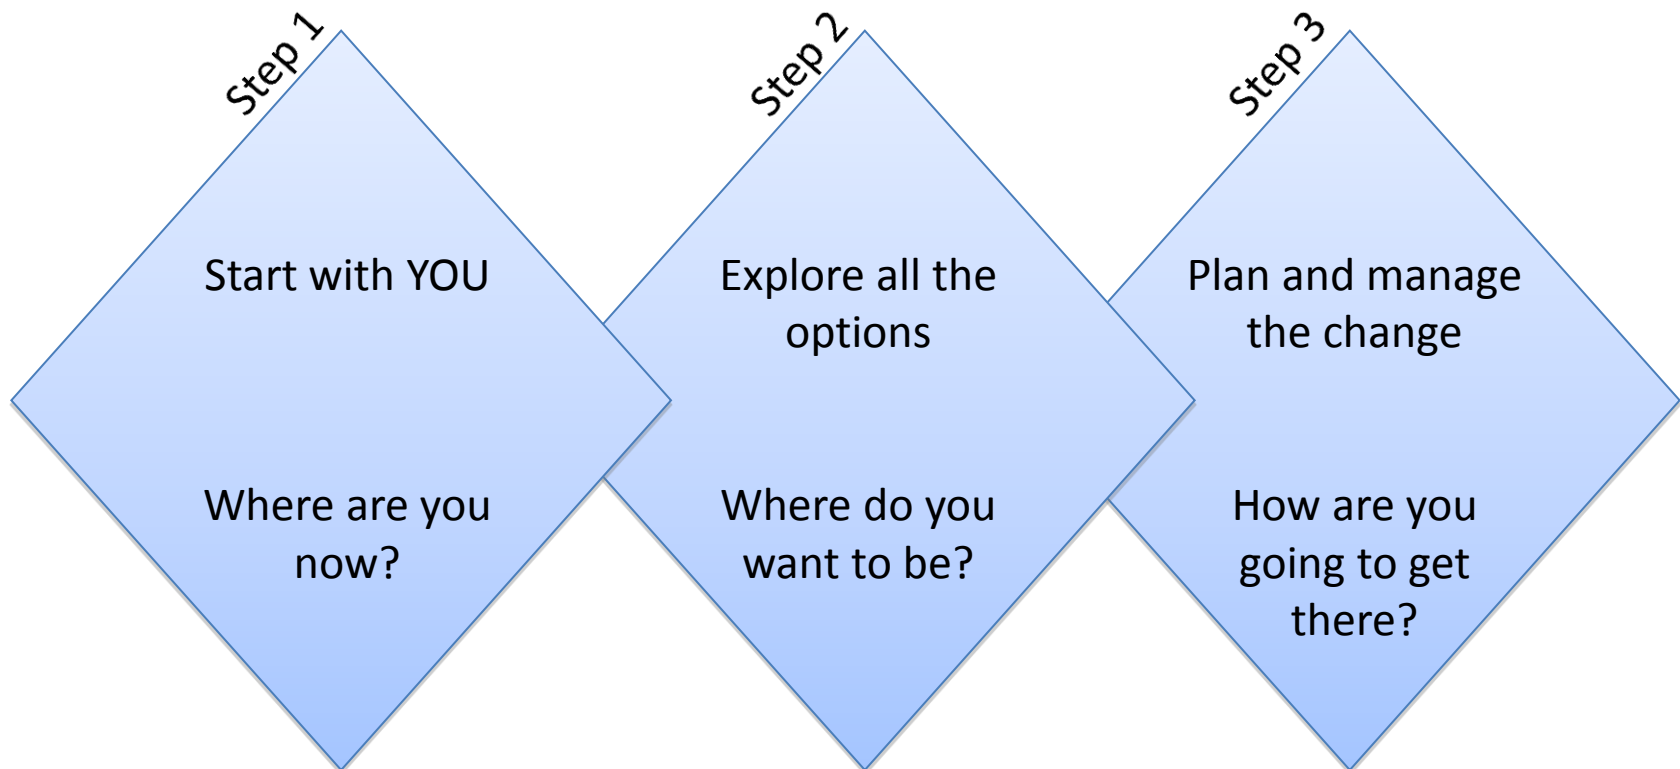 Step 1
Start with YOU
Where are you
now?
Step 2
Explore all the
options
Where do you
want to be?
Step 3
Plan and manage
the change
How are you
going to get
there?